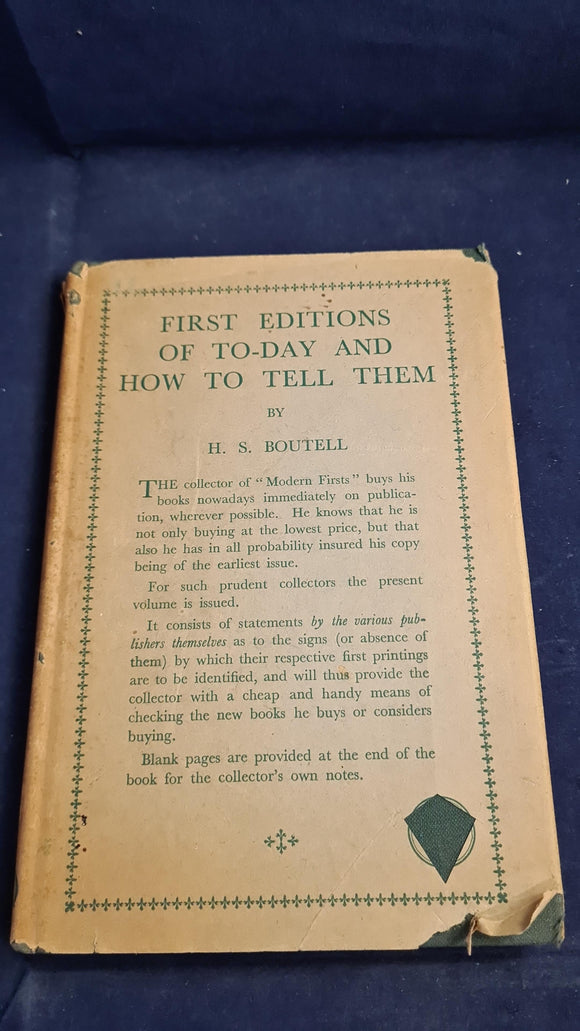 FIRST EDITIONS
OF TO-DAY AND
HOW TO TELL THEM
BY
H. S. BOUTELL
THE collector of "Modern Firsts" buys his
books nowadays immediately on publica-
tion, wherever possible. He knows that he is
not only buying at the lowest price, but that
also he has in all probability insured his copy
being of the earliest issue.
For such prudent collectors the present
volume is issued.
It consists of statements by the various pub-
lishers themselves as to the signs (or absence of
them) by which their respective first printings
are to be identified, and will thus provide the
collector with a cheap and handy means of
checking the new books he buys or considers
buying.
Blank pages are provided at the end of the
book for the collector's own notes.